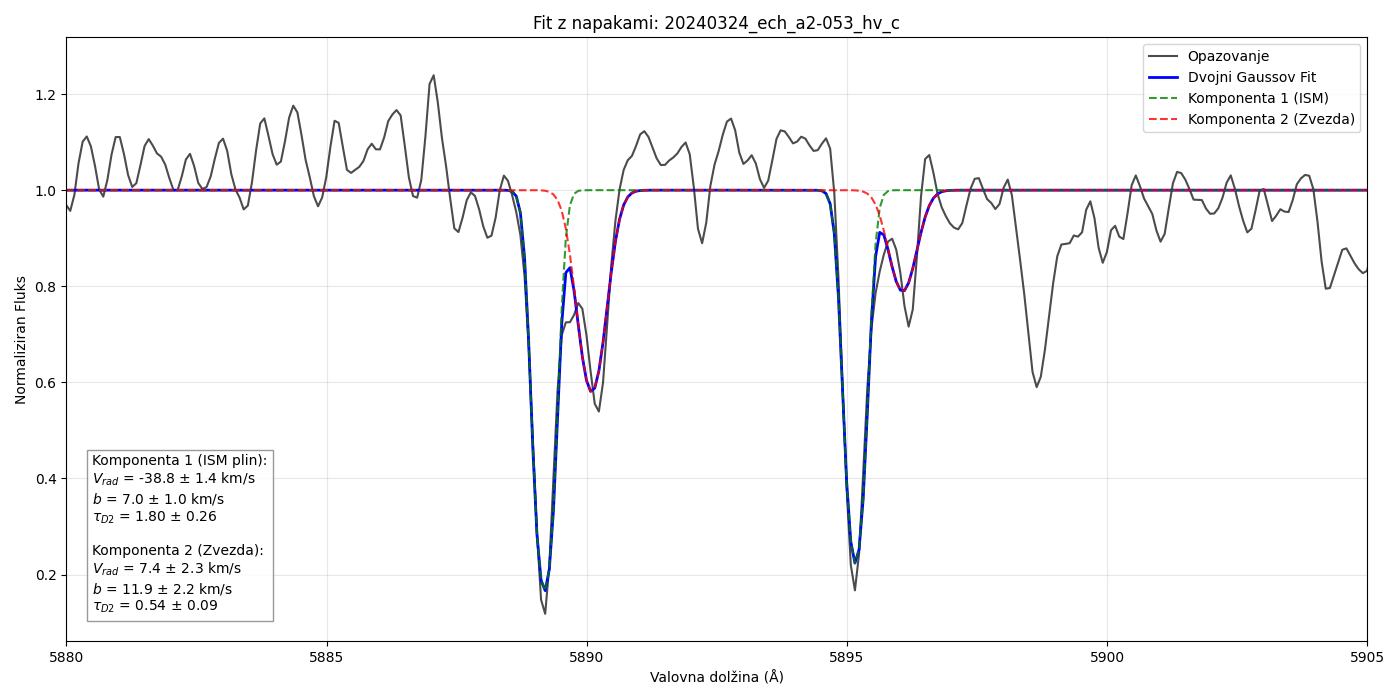 Fit z napakami: 20240324_ech_a2-053_hv_c
Opazovanje
Dvojni Gaussov Fit
Komponenta 1 (ISM)
Komponenta 2 (Zvezda)
Normaliziran Fluks
1.2
1.0
0.8
0.6
0.4
0.2
Komponenta 1 (ISM plin):
V_rad = -38.8 ± 1.4 km/s
b = 7.0 ± 1.0 km/s
τ_D2 = 1.80 ± 0.26
Komponenta 2 (Zvezda):
V_rad = 7.4 ± 2.3 km/s
b = 11.9 ± 2.2 km/s
τ_D2 = 0.54 ± 0.09
5880 5885 5890 5895 5900 5905
Valovna dolžina (Å)